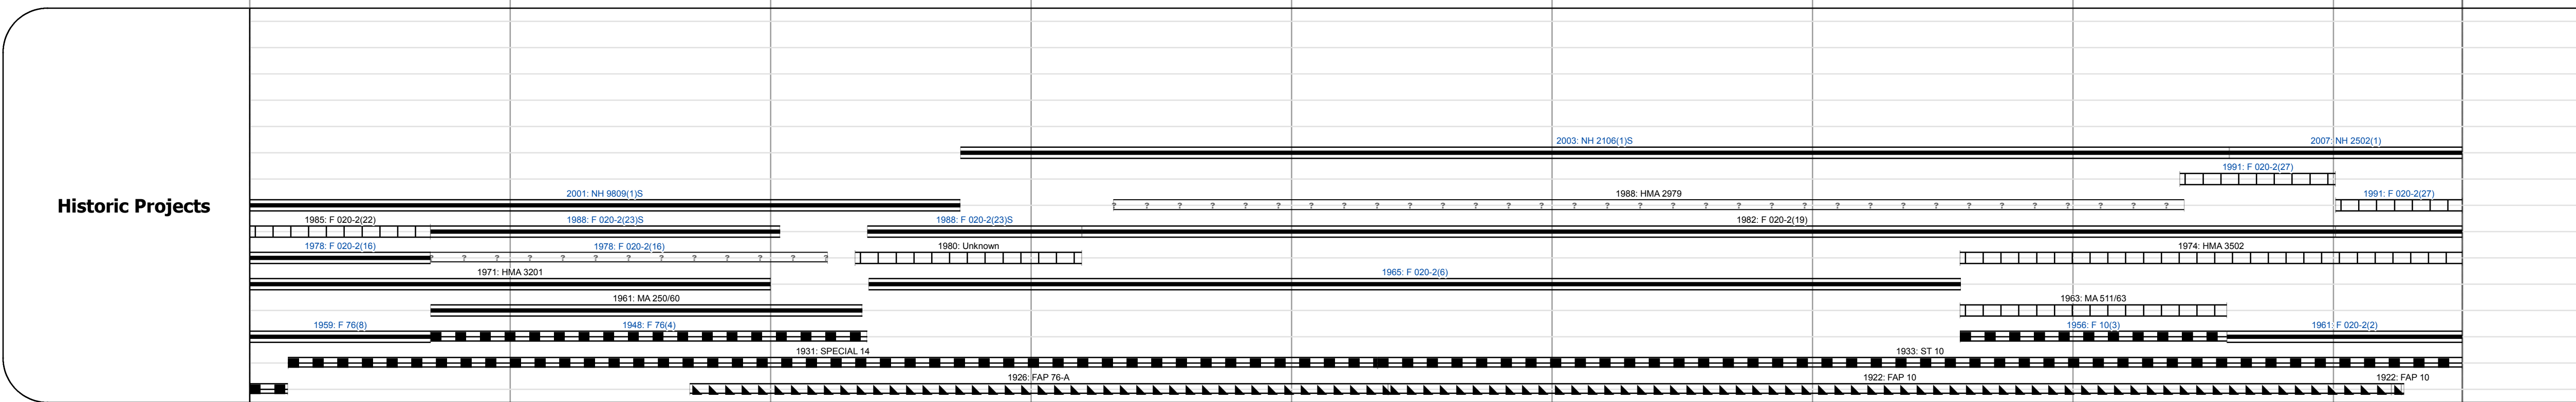 2003: NH 2106(1)S
2007: NH 2502(1)
1991: F 020-2(27)
2001: NH 9809(1)S
1988: HMA 2979
1991: F 020-2(27)
Historic Projects
1985: F 020-2(22)
1988: F 020-2(23)S
1988: F 020-2(23)S
1982: F 020-2(19)
1978: F 020-2(16)
1978: F 020-2(16)
1980: Unknown
1974: HMA 3502
1971: HMA 3201
1965: F 020-2(6)
1961: MA 250/60
1963: MA 511/63
1959: F 76(8)
1948: F 76(4)
1956: F 10(3)
1961: F 020-2(2)
1931: SPECIAL 14
1933: ST 10
1926: FAP 76-A
1922: FAP 10
1922: FAP 10